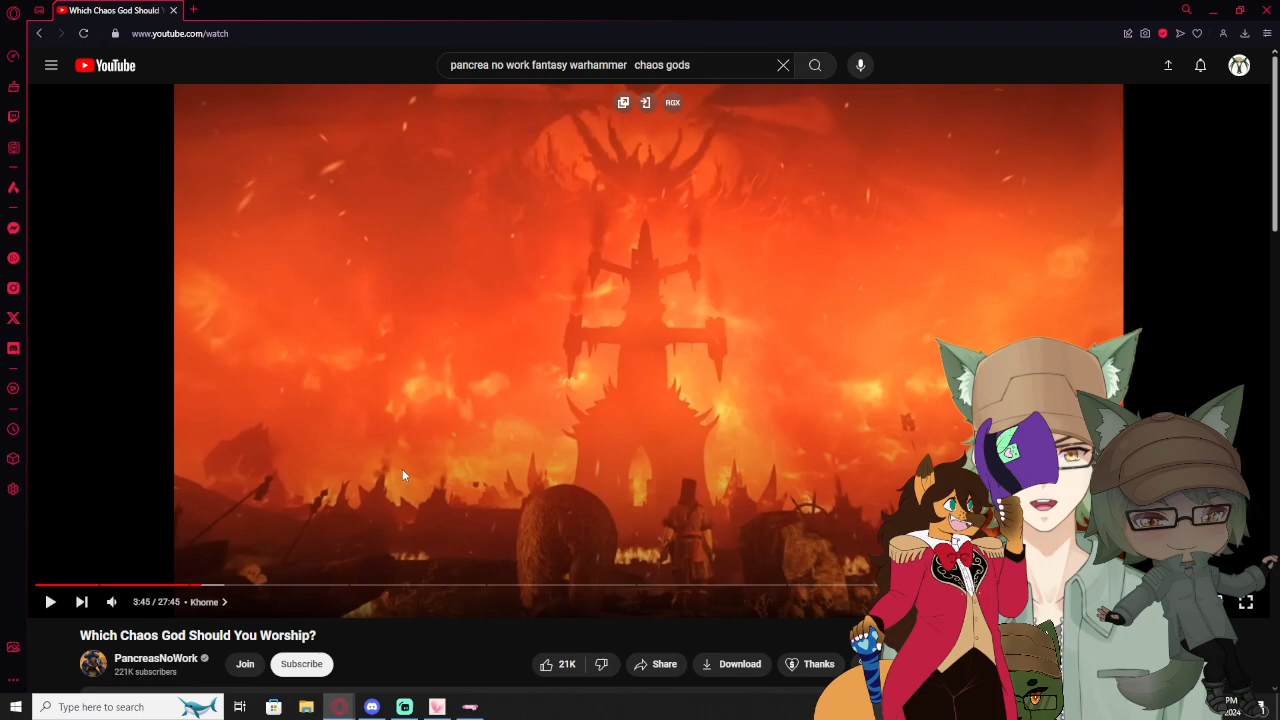 Which Chaos God Should
www.youtube.com/watch
YouTube
pancrea no work fantasy warhammer chaos gods
RGX
3:45 / 27:45 • Khorne
Which Chaos God Should You Worship?
PancreasNoWork
221K subscribers
Join
Subscribe
21K
Share
Download
Thanks
Type here to search
PM
2024
1